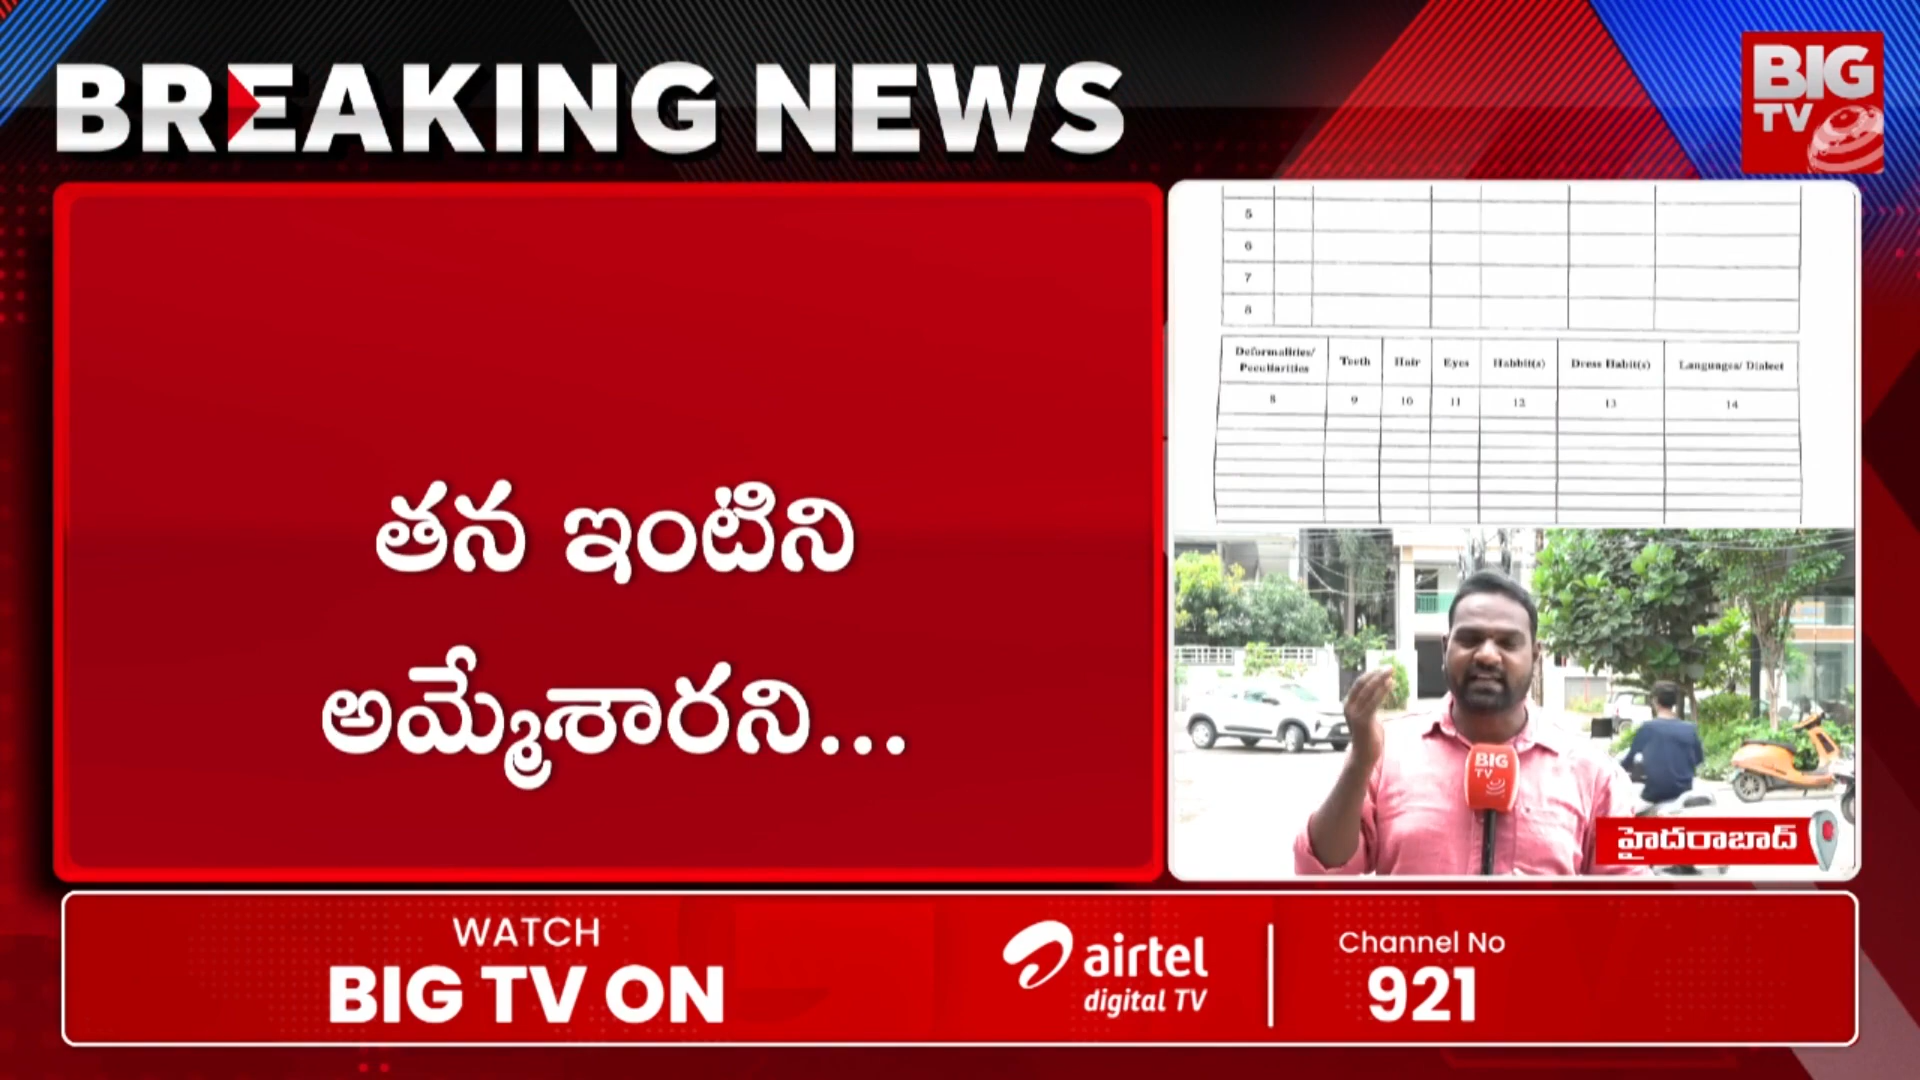 BREAKING NEWS
BIG
TV
తన ఇంటిని
అమ్మేశారని...
5
6
7
8
Deformalities/ Teeth Hair Eyes Habbit(s) Dress Habit(s) Languages/ Dialect
Peculiarities
8 9 10 11 12 13 14
BIG
TV
హైదరాబాద్
WATCH
BIG TV ON
airtel
digital TV
Channel No
921